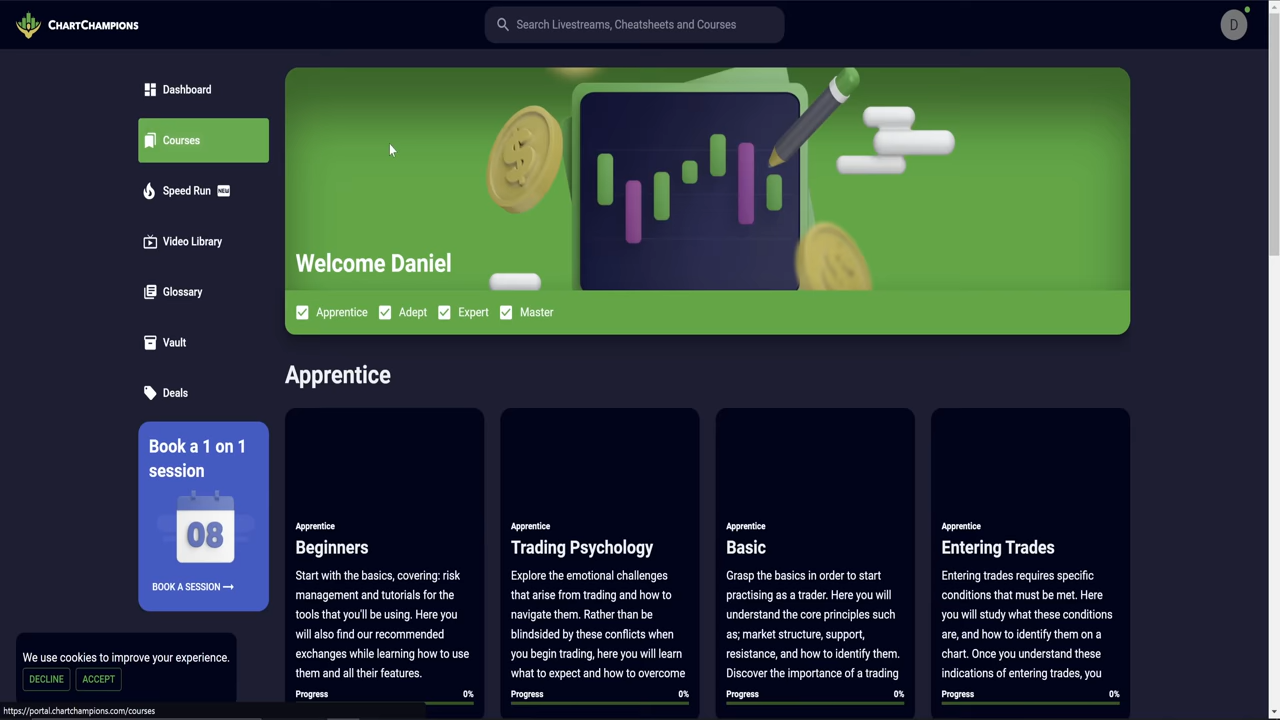 ChartChampions
Search Livestreams, Cheatsheets and Courses
D
Dashboard
Courses
Speed Run NEW
Video Library
Glossary
Vault
Deals
Book a 1 on 1
session
08
BOOK A SESSION
We use cookies to improve your experience.
DECLINE ACCEPT
Welcome Daniel
Apprentice Adept Expert Master
Apprentice
Apprentice
Beginners
Start with the basics, covering: risk
management and tutorials for the
tools that you'll be using. Here you
will also find our recommended
exchanges while learning how to use
them and all their features.
Progress 0%
Apprentice
Trading Psychology
Explore the emotional challenges
that arise from trading and how to
navigate them. Rather than be
blindsided by these conflicts when
you begin trading, here you will learn
what to expect and how to overcome
Progress 0%
Apprentice
Basic
Grasp the basics in order to start
practising as a trader. Here you will
understand the core principles such
as; market structure, support,
resistance, and how to identify them.
Discover the importance of a trading
Progress 0%
Apprentice
Entering Trades
Entering trades requires specific
conditions that must be met. Here
you will study what these conditions
are, and how to identify them on a
chart. Once you understand these
indications of entering trades, you
Progress 0%
https://portal.chartchampions.com/courses